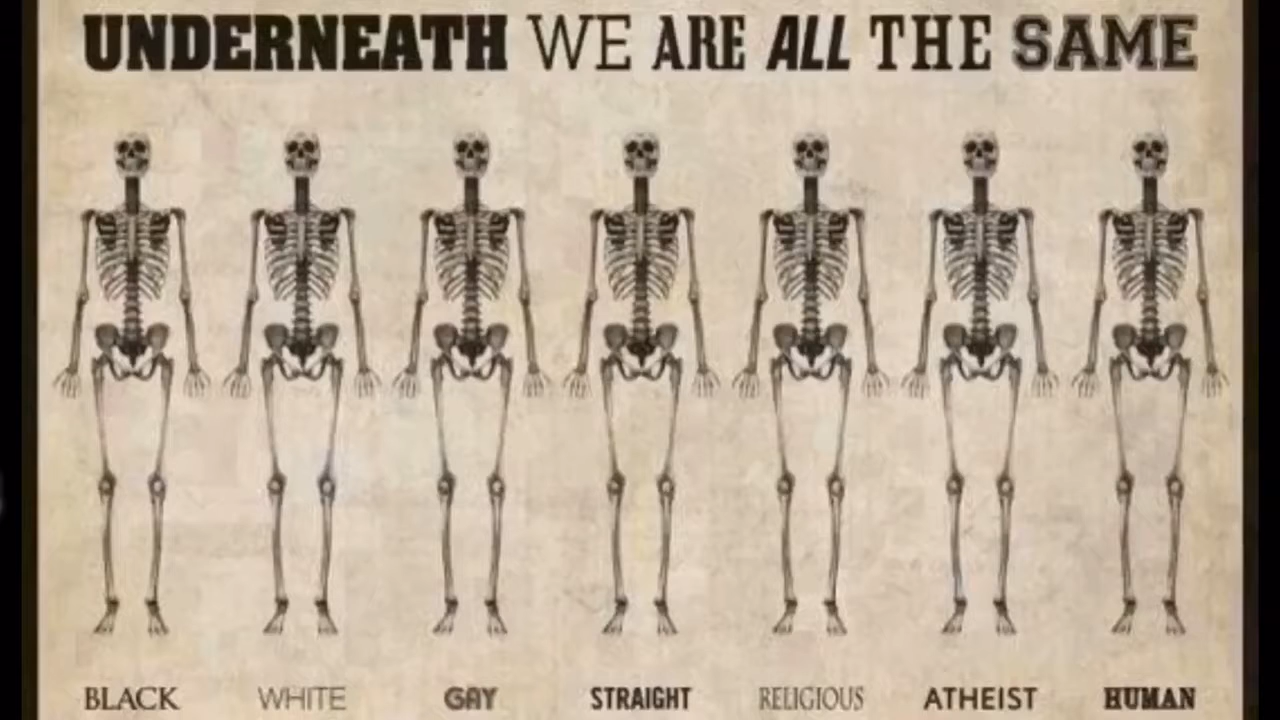 UNDERNEATH WE ARE ALL THE SAME
BLACK WHITE GAY STRAIGHT RELIGIOUS ATHEIST HUMAN